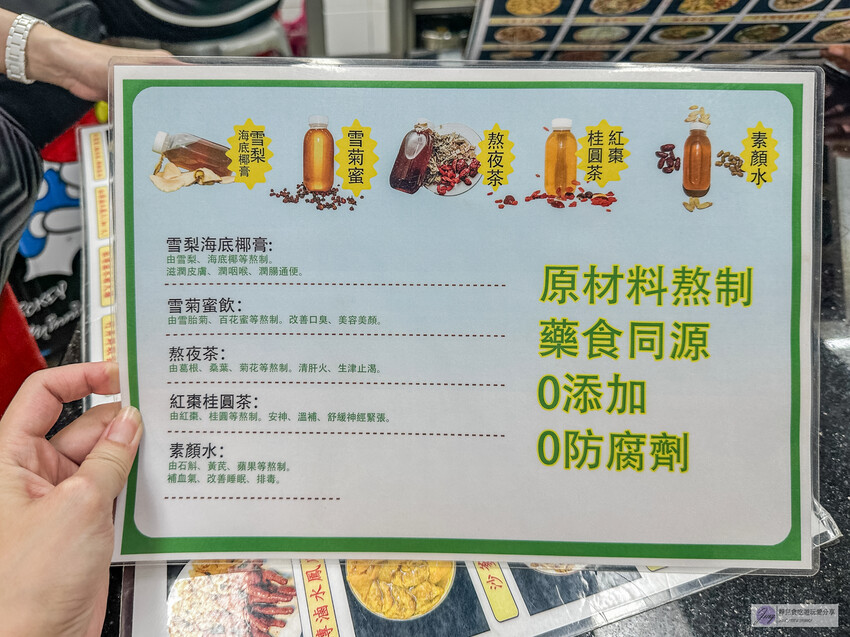 雪梨
海底椰膏
雪菊蜜
熬夜茶
紅棗
桂圓茶
素顏水
雪梨海底椰膏:
由雪梨、海底椰等熬制。
滋潤皮膚、潤咽喉、潤腸通便。
雪菊蜜飲:
由雪胎菊、百花蜜等熬制。改善口臭、美容美顏。
熬夜茶:
由葛根、桑葉、菊花等熬制。清肝火、生津止渴。
紅棗桂圓茶:
由紅棗、桂圓等熬制。安神、溫補、舒緩神經緊張。
素顏水:
由石斛、黃芪、蘋果等熬制。
補血氣、改善睡眠、排毒。
原材料熬制
藥食同源
0添加
0防腐劑
滷水鳳